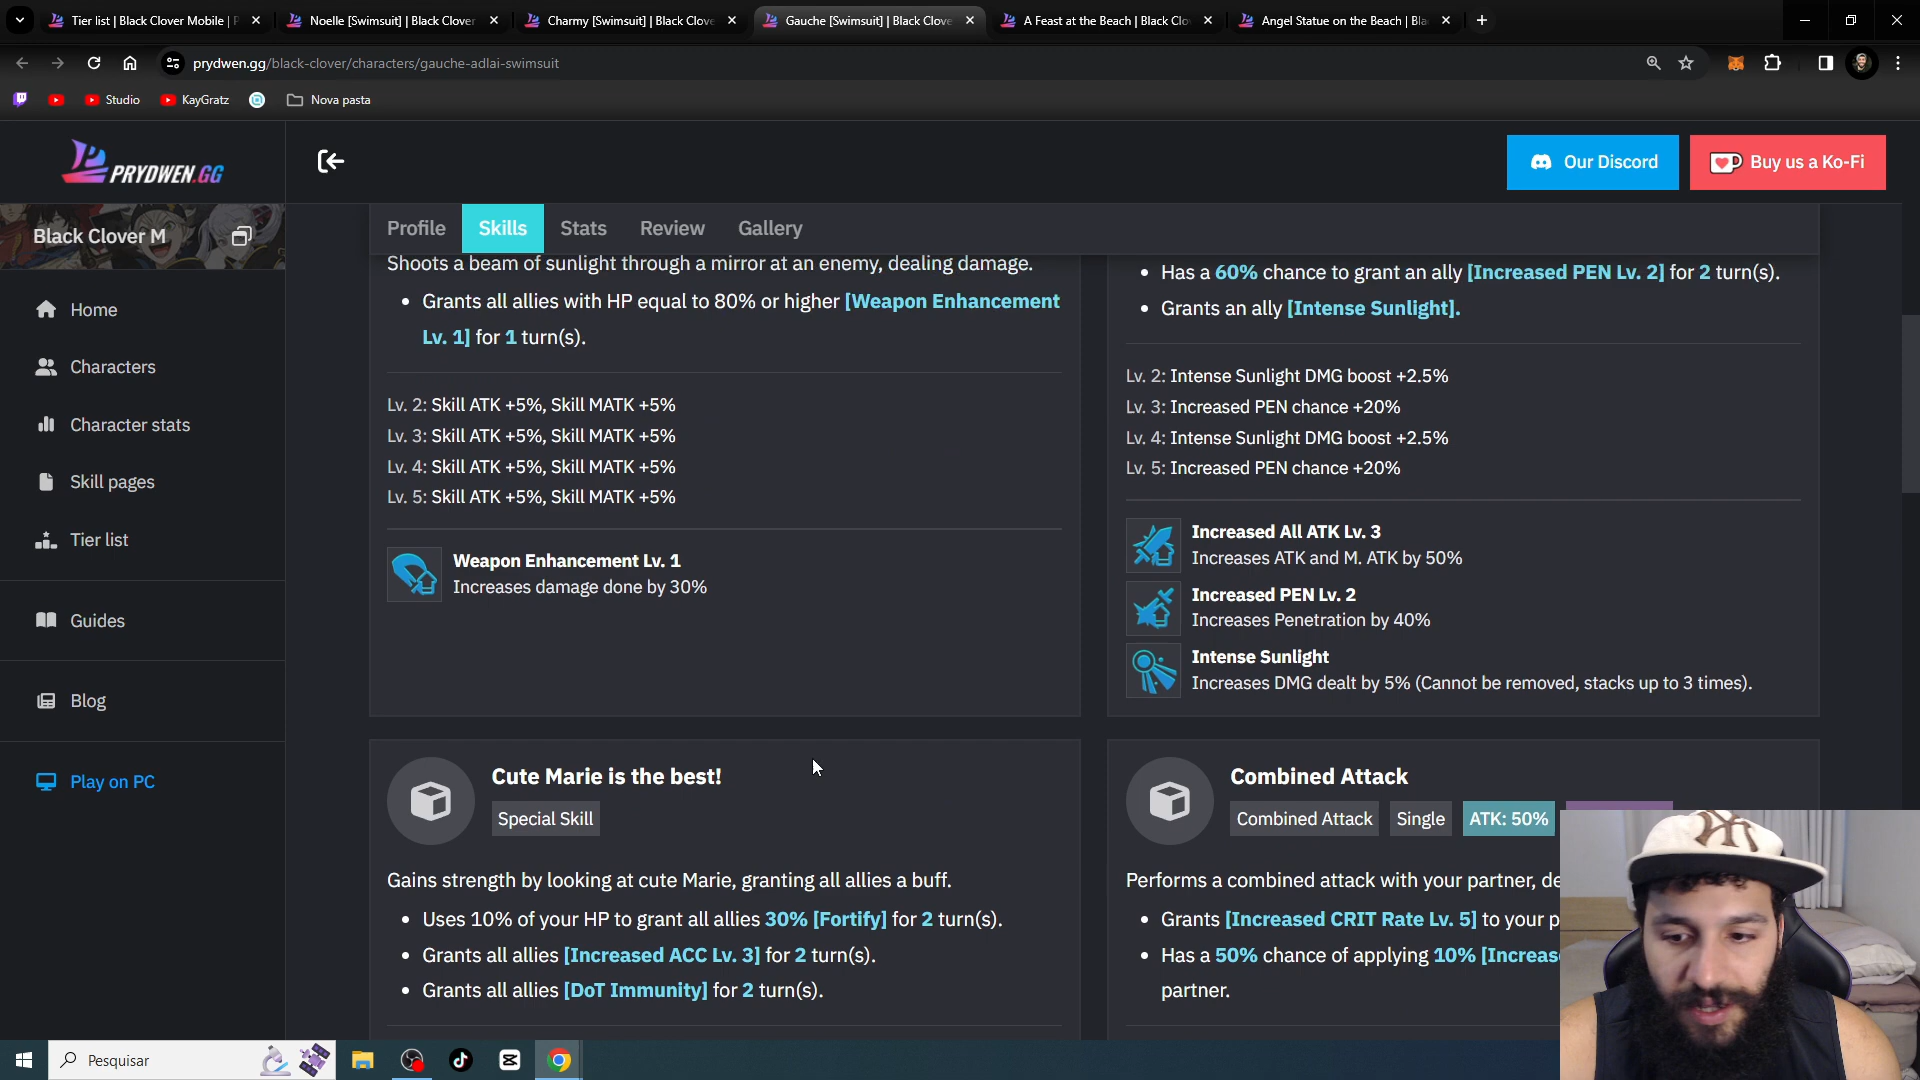 Tier list | Black Clover Mobile | P
Noelle [Swimsuit] | Black Clover
Charmy [Swimsuit] | Black Clove
Gauche [Swimsuit] | Black Clove
A Feast at the Beach | Black Clo
Angel Statue on the Beach | Bla
prydwen.gg/black-clover/characters/gauche-adlai-swimsuit
Studio
KayGratz
Nova pasta
PRYDWEN.GG
Our Discord
Buy us a Ko-Fi
Black Clover M
Home
Characters
Character stats
Skill pages
Tier list
Guides
Blog
Play on PC
Profile
Skills
Stats
Review
Gallery
Shoots a beam of sunlight through a mirror at an enemy, dealing damage.
• Grants all allies with HP equal to 80% or higher [Weapon Enhancement
Lv. 1] for 1 turn(s).
Lv. 2: Skill ATK +5%, Skill MATK +5%
Lv. 3: Skill ATK +5%, Skill MATK +5%
Lv. 4: Skill ATK +5%, Skill MATK +5%
Lv. 5: Skill ATK +5%, Skill MATK +5%
Weapon Enhancement Lv. 1
Increases damage done by 30%
• Has a 60% chance to grant an ally [Increased PEN Lv. 2] for 2 turn(s).
• Grants an ally [Intense Sunlight].
Lv. 2: Intense Sunlight DMG boost +2.5%
Lv. 3: Increased PEN chance +20%
Lv. 4: Intense Sunlight DMG boost +2.5%
Lv. 5: Increased PEN chance +20%
Increased All ATK Lv. 3
Increases ATK and M. ATK by 50%
Increased PEN Lv. 2
Increases Penetration by 40%
Intense Sunlight
Increases DMG dealt by 5% (Cannot be removed, stacks up to 3 times).
Cute Marie is the best!
Special Skill
Gains strength by looking at cute Marie, granting all allies a buff.
• Uses 10% of your HP to grant all allies 30% [Fortify] for 2 turn(s).
• Grants all allies [Increased ACC Lv. 3] for 2 turn(s).
• Grants all allies [DoT Immunity] for 2 turn(s).
Combined Attack
Combined Attack
Single
ATK: 50%
Performs a combined attack with your partner, de
• Grants [Increased CRIT Rate Lv. 5] to your p
• Has a 50% chance of applying 10% [Increas
partner.
Pesquisar